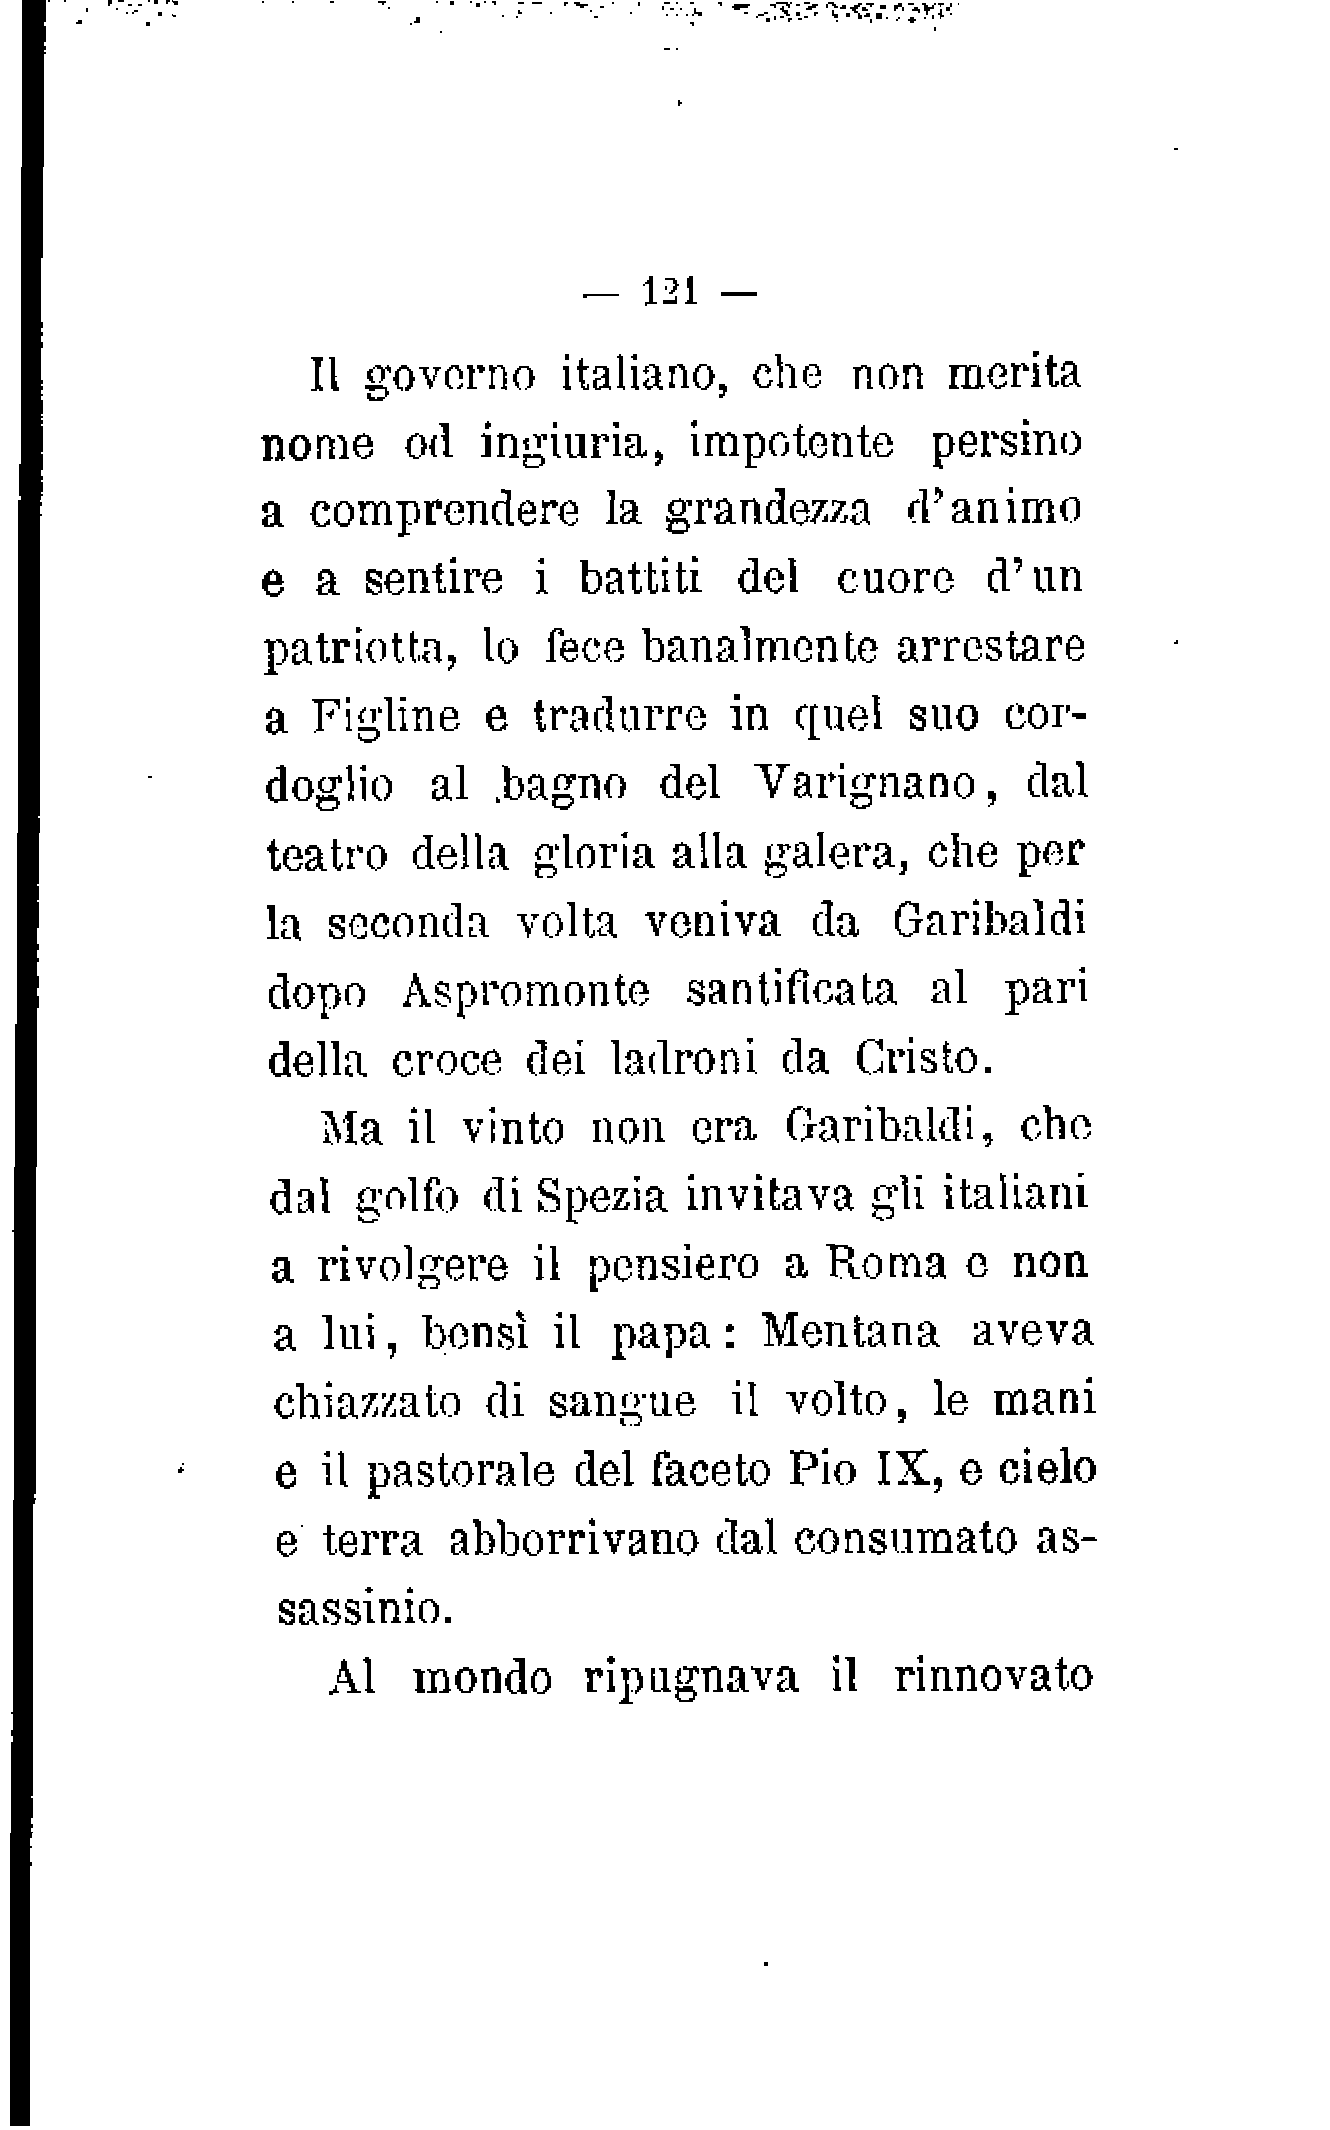 — 121 —
Il governo italiano, che non merita
nome od ingiuria, impotente persino
a comprendere la grandezza d'animo
e a sentire i battiti del cuore d'un
patriotta, lo fece banalmente arrestare
a Figline e tradurre in quel suo cor-
doglio al bagno del Varignano, dal
teatro della gloria alla galera, che per
la seconda volta veniva da Garibaldi
dopo Aspromonte santificata al pari
della croce dei ladroni da Cristo.
Ma il vinto non era Garibaldi, che
dal golfo di Spezia invitava gli italiani
a rivolgere il pensiero a Roma e non
a lui, bensì il papa: Mentana aveva
chiazzato di sangue il volto, le mani
e il pastorale del faceto Pio IX, e cielo
e terra abborrivano dal consumato as-
sassinio.
Al mondo ripugnava il rinnovato